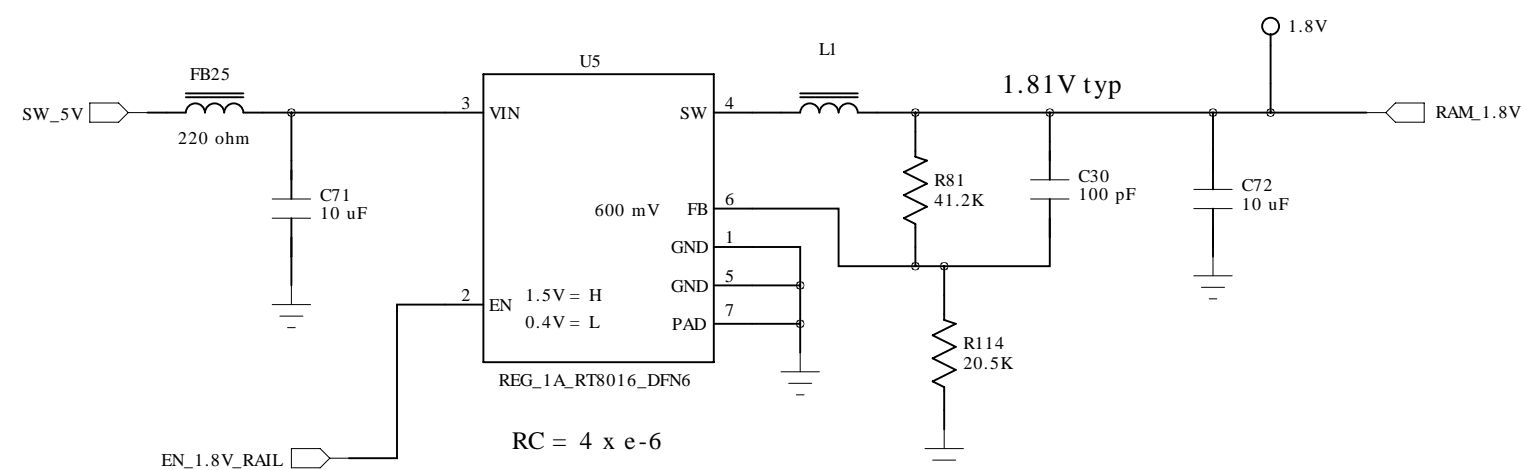 1.8V
L1
U5
FB25
1.81V typ
SW_5V
3
VIN
SW
4
RAM_1.8V
220 ohm
C71
10 uF
R81
41.2K
C30
100 pF
C72
10 uF
600 mV
FB
6
GND
1
GND
5
2
EN
1.5V = H
0.4V = L
PAD
7
R114
20.5K
REG_1A_RT8016_DFN6
RC = 4 x e-6
EN_1.8V_RAIL